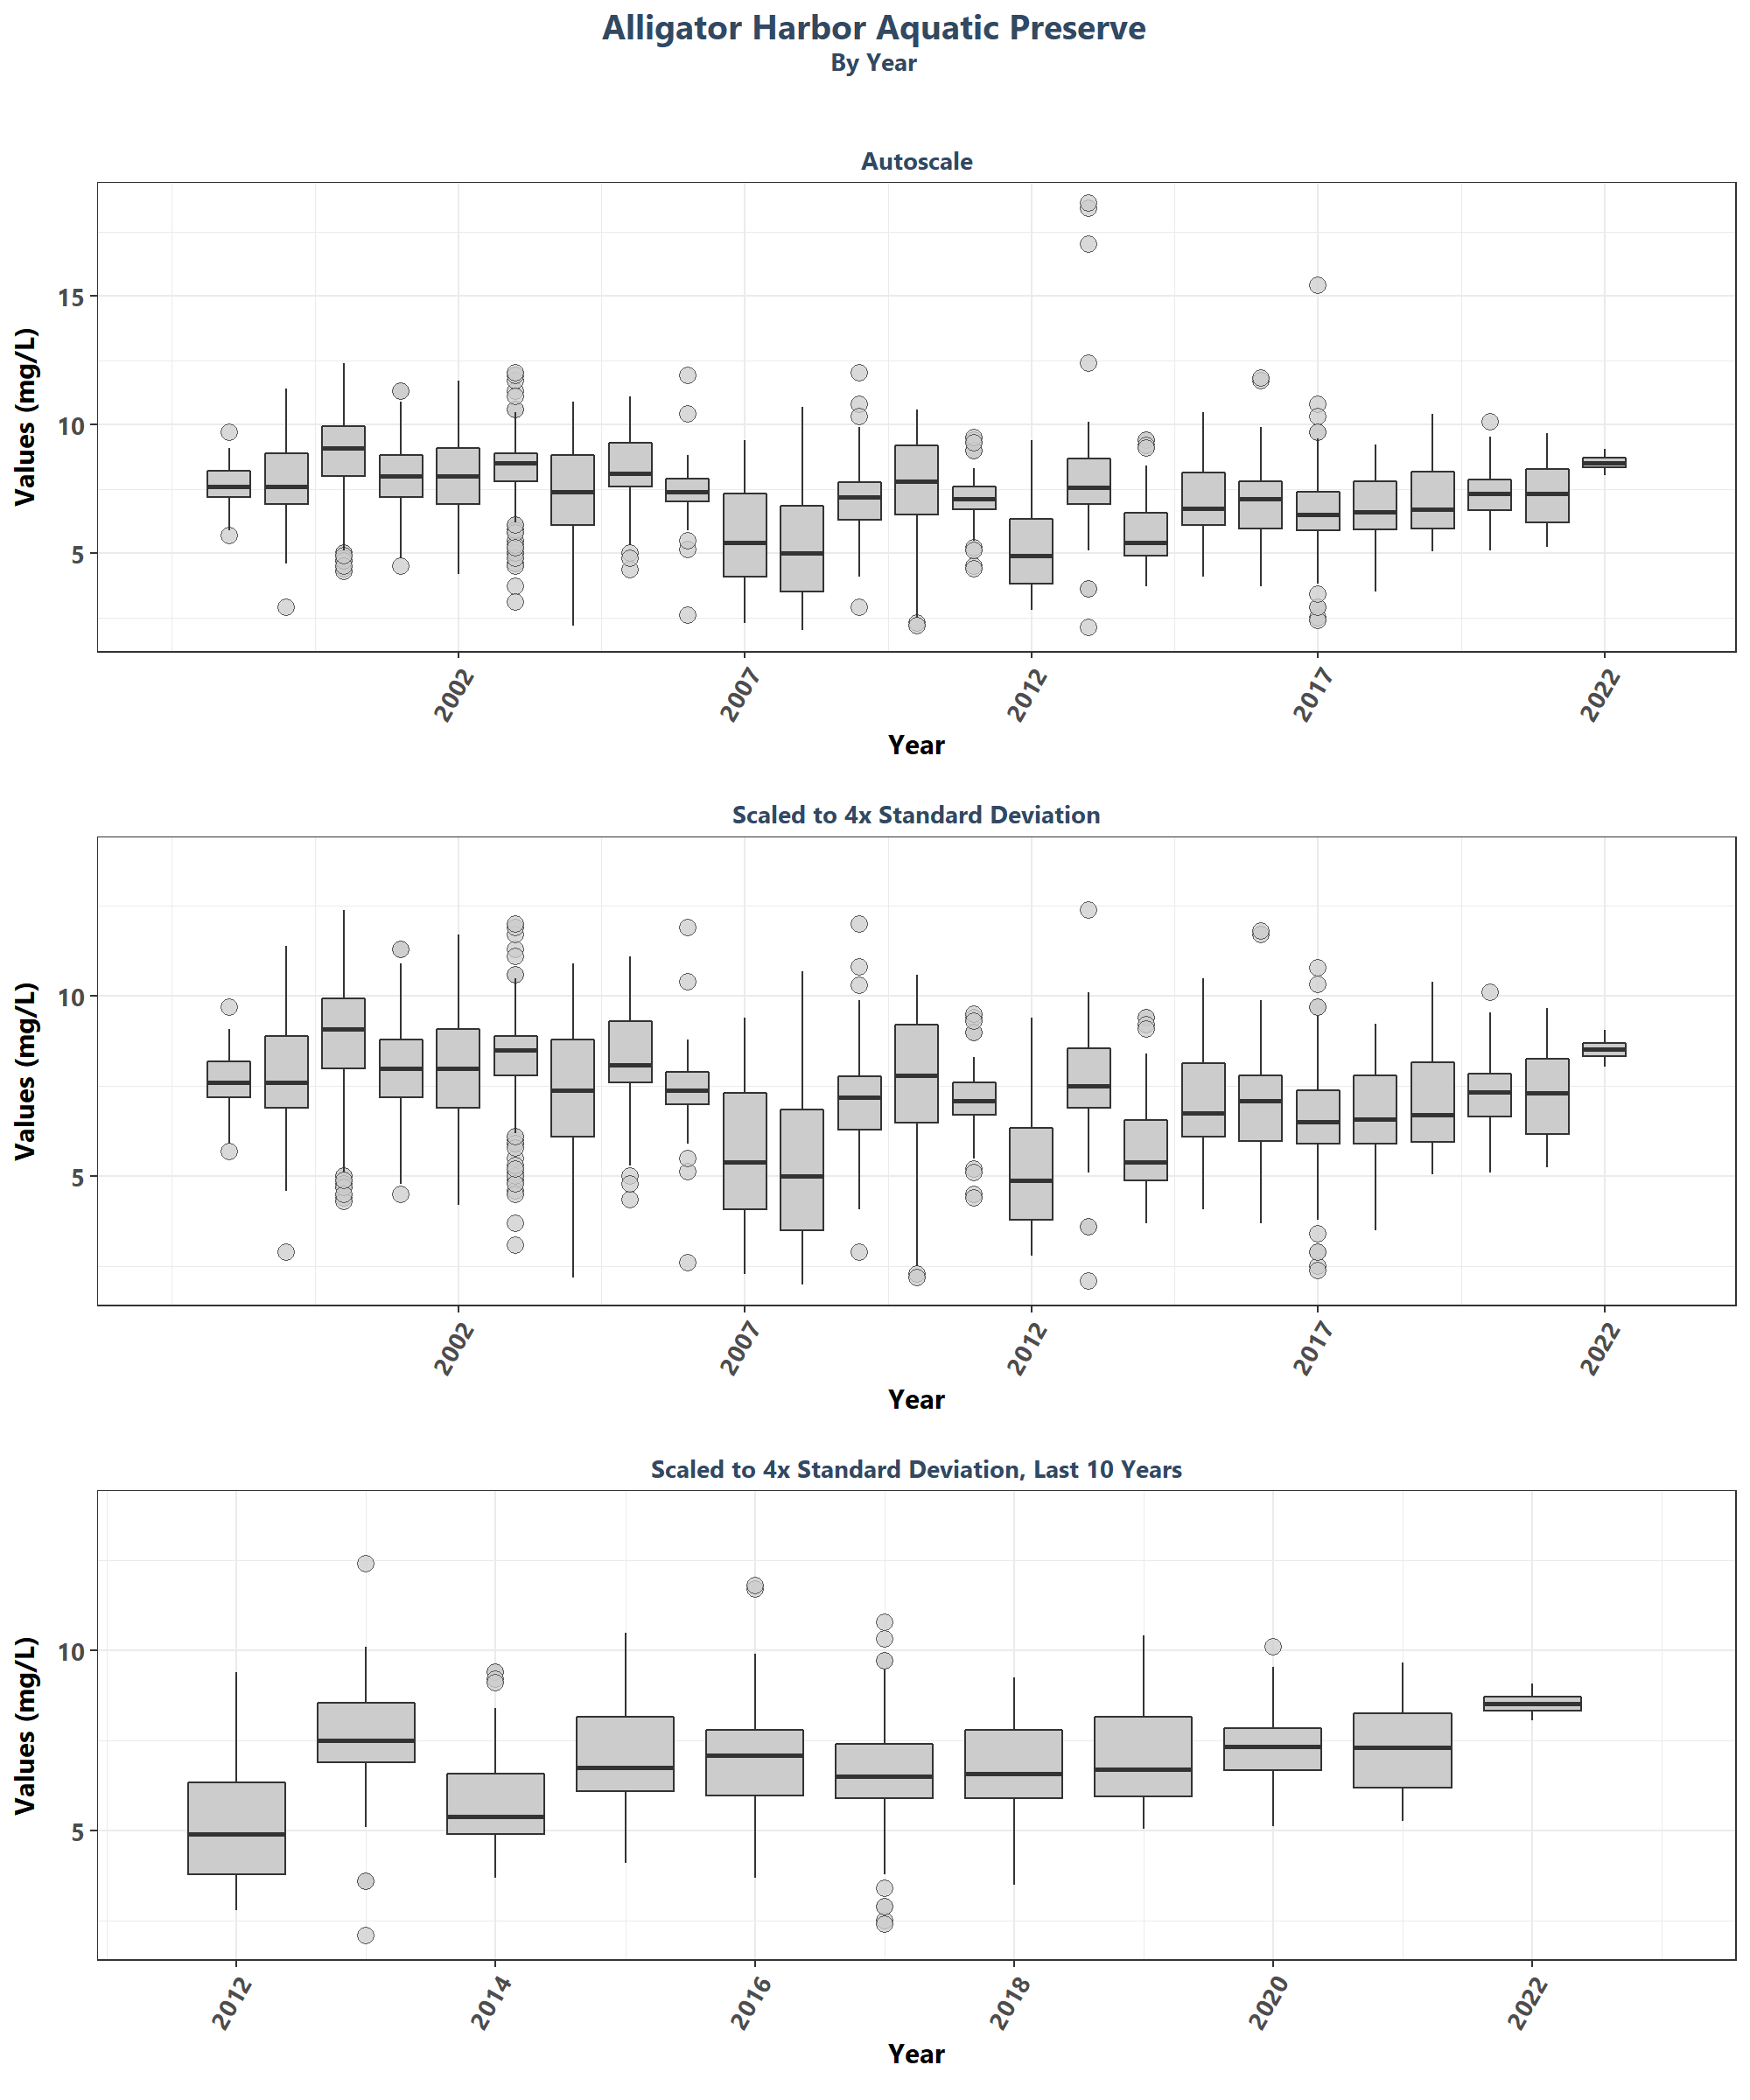 Alligator Harbor Aquatic Preserve
By Year
Autoscale
Values (mg/L)
15
10
5
2002 2007 2012 2017 2022
Year
Scaled to 4x Standard Deviation
Values (mg/L)
10
5
2002 2007 2012 2017 2022
Year
Scaled to 4x Standard Deviation, Last 10 Years
Values (mg/L)
10
5
2012 2014 2016 2018 2020 2022
Year